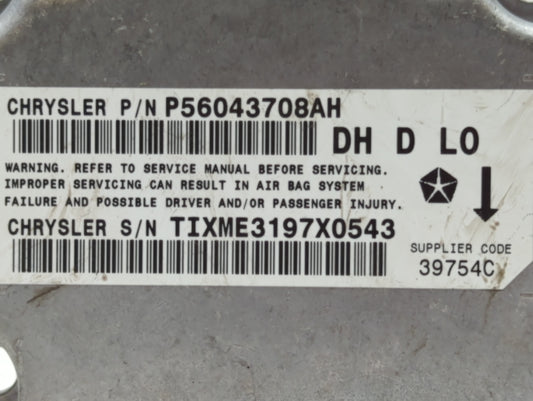 CHRYSLER P/N P56043708AH
DH D LO
WARNING. REFER TO SERVICE MANUAL BEFORE SERVICING.
IMPROPER SERVICING CAN RESULT IN AIR BAG SYSTEM
FAILURE AND POSSIBLE DRIVER AND/OR PASSENGER INJURY.
CHRYSLER S/N TIXME3197X0543
SUPPLIER CODE
39754C